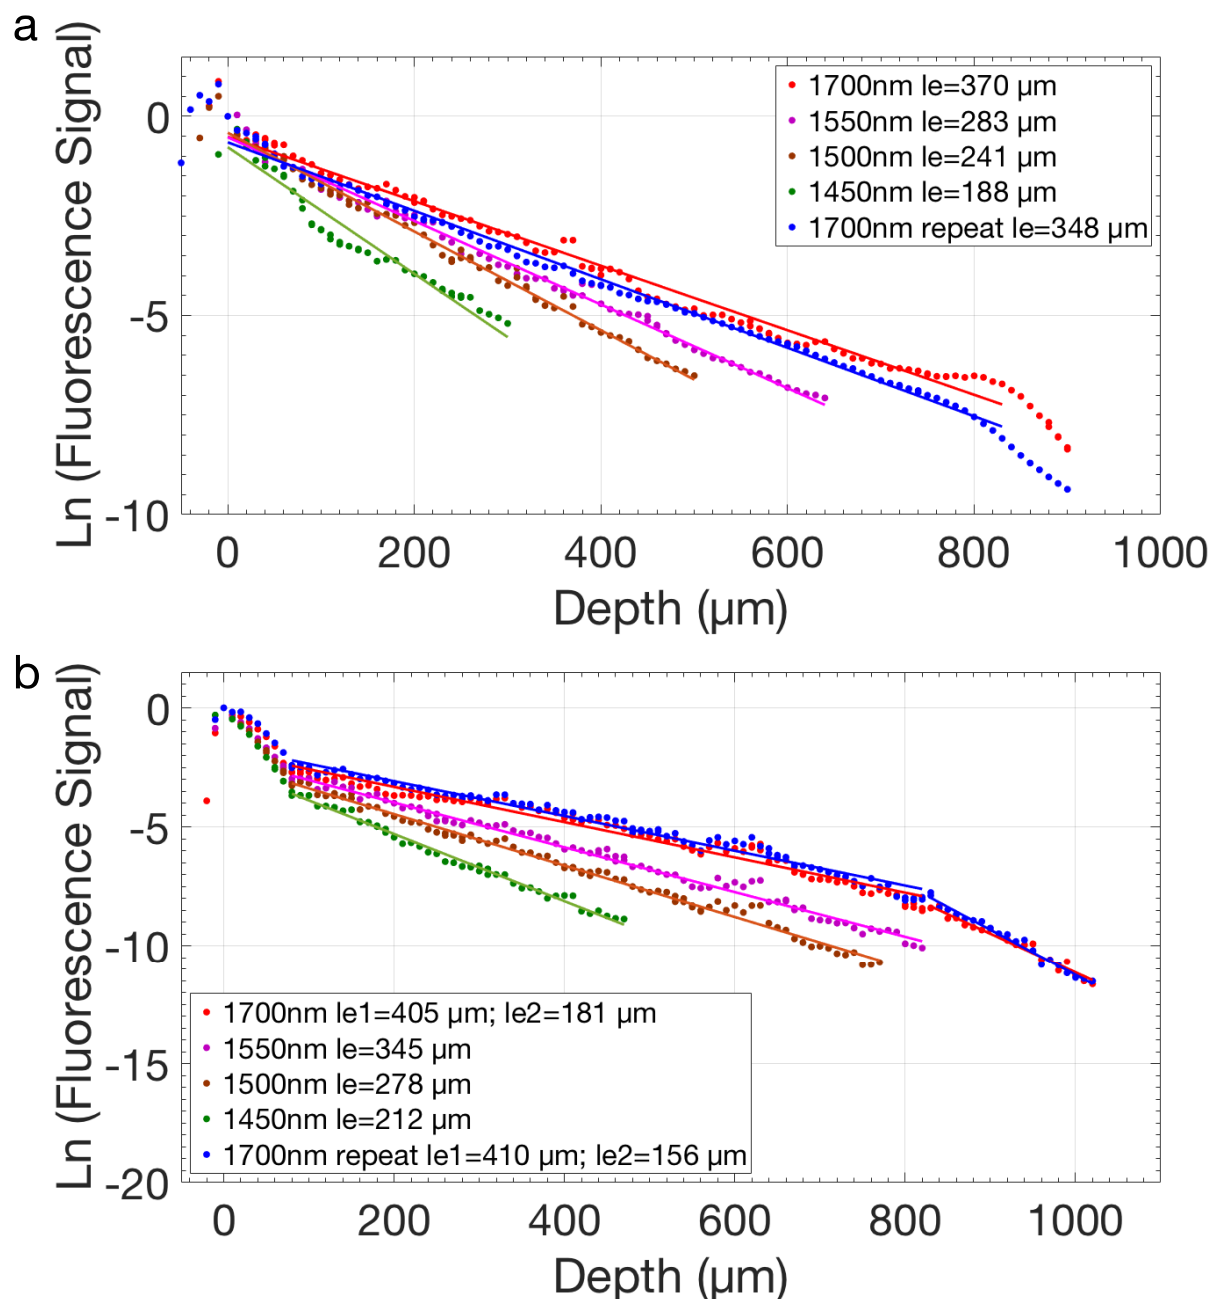 a
Ln (Fluorescence Signal)
0
-5
-10
1700nm le=370 µm
1550nm le=283 µm
1500nm le=241 µm
1450nm le=188 µm
1700nm repeat le=348 µm
0 200 400 600 800 1000
Depth (µm)
b
Ln (Fluorescence Signal)
0
-5
-10
-15
-20
1700nm le1=405 µm; le2=181 µm
1550nm le=345 µm
1500nm le=278 µm
1450nm le=212 µm
1700nm repeat le1=410 µm; le2=156 µm
0 200 400 600 800 1000
Depth (µm)